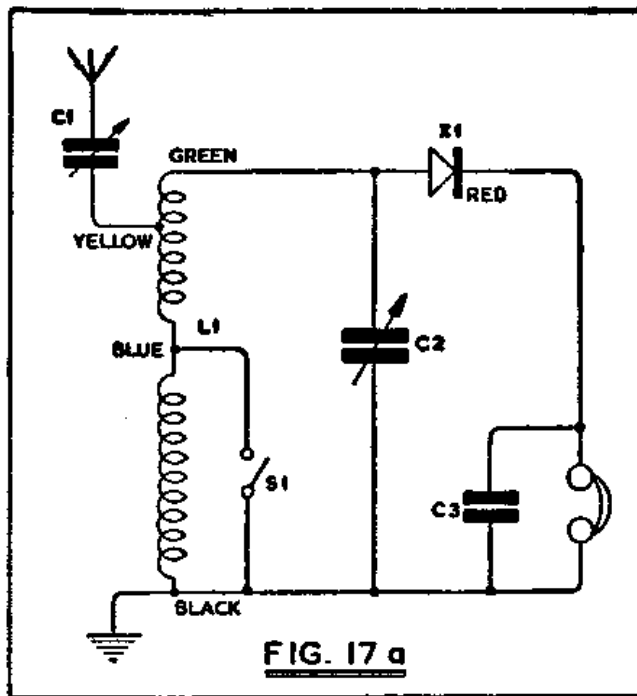 C1
X1
GREEN
RED
YELLOW
L1
BLUE
C2
S1
C3
BLACK
FIG. 17 a